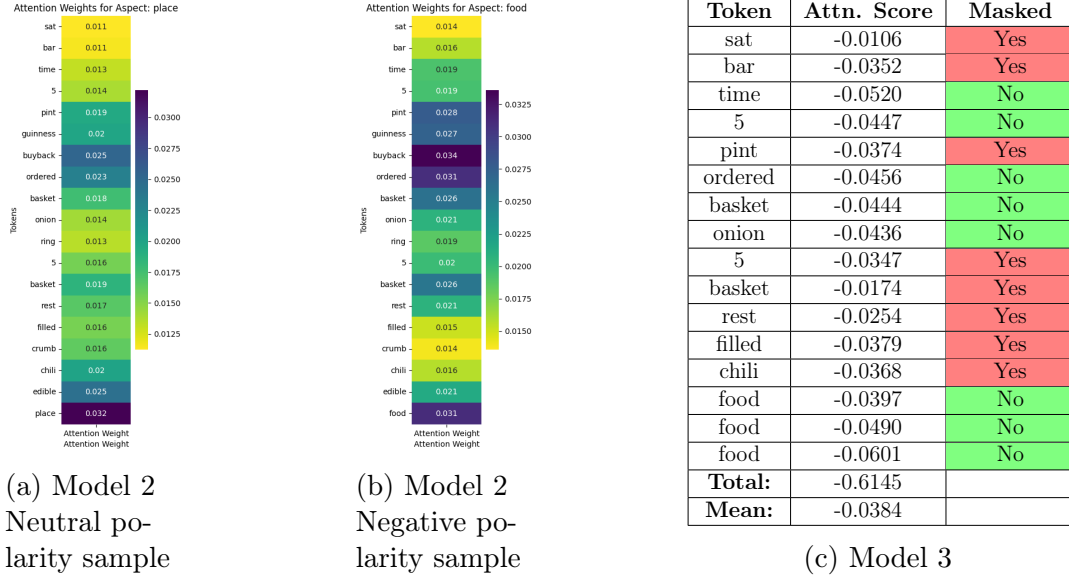 Attention Weights for Aspect: place
Tokens
sat 0.011
bar 0.011
time 0.013
5 0.014
pint 0.019
guinness 0.02
buyback 0.025
ordered 0.023
basket 0.018
onion 0.014
ring 0.013
5 0.016
basket 0.019
rest 0.017
filled 0.016
crumb 0.016
chili 0.02
edible 0.025
place 0.032
Attention Weight
Attention Weight
0.0300
0.0275
0.0250
0.0225
0.0200
0.0175
0.0150
0.0125
(a) Model 2
Neutral po-
larity sample
Attention Weights for Aspect: food
Tokens
sat 0.014
bar 0.016
time 0.019
5 0.019
pint 0.028
guinness 0.027
buyback 0.034
ordered 0.031
basket 0.026
onion 0.021
ring 0.019
5 0.02
basket 0.026
rest 0.021
filled 0.015
crumb 0.014
chili 0.016
edible 0.021
food 0.031
Attention Weight
Attention Weight
0.0325
0.0300
0.0275
0.0250
0.0225
0.0200
0.0175
0.0150
(b) Model 2
Negative po-
larity sample
Token Attn. Score Masked
sat -0.0106 Yes
bar -0.0352 Yes
time -0.0520 No
5 -0.0447 No
pint -0.0374 Yes
ordered -0.0456 No
basket -0.0444 No
onion -0.0436 No
5 -0.0347 Yes
basket -0.0174 Yes
rest -0.0254 Yes
filled -0.0379 Yes
chili -0.0368 Yes
food -0.0397 No
food -0.0490 No
food -0.0601 No
Total: -0.6145
Mean: -0.0384
(c) Model 3